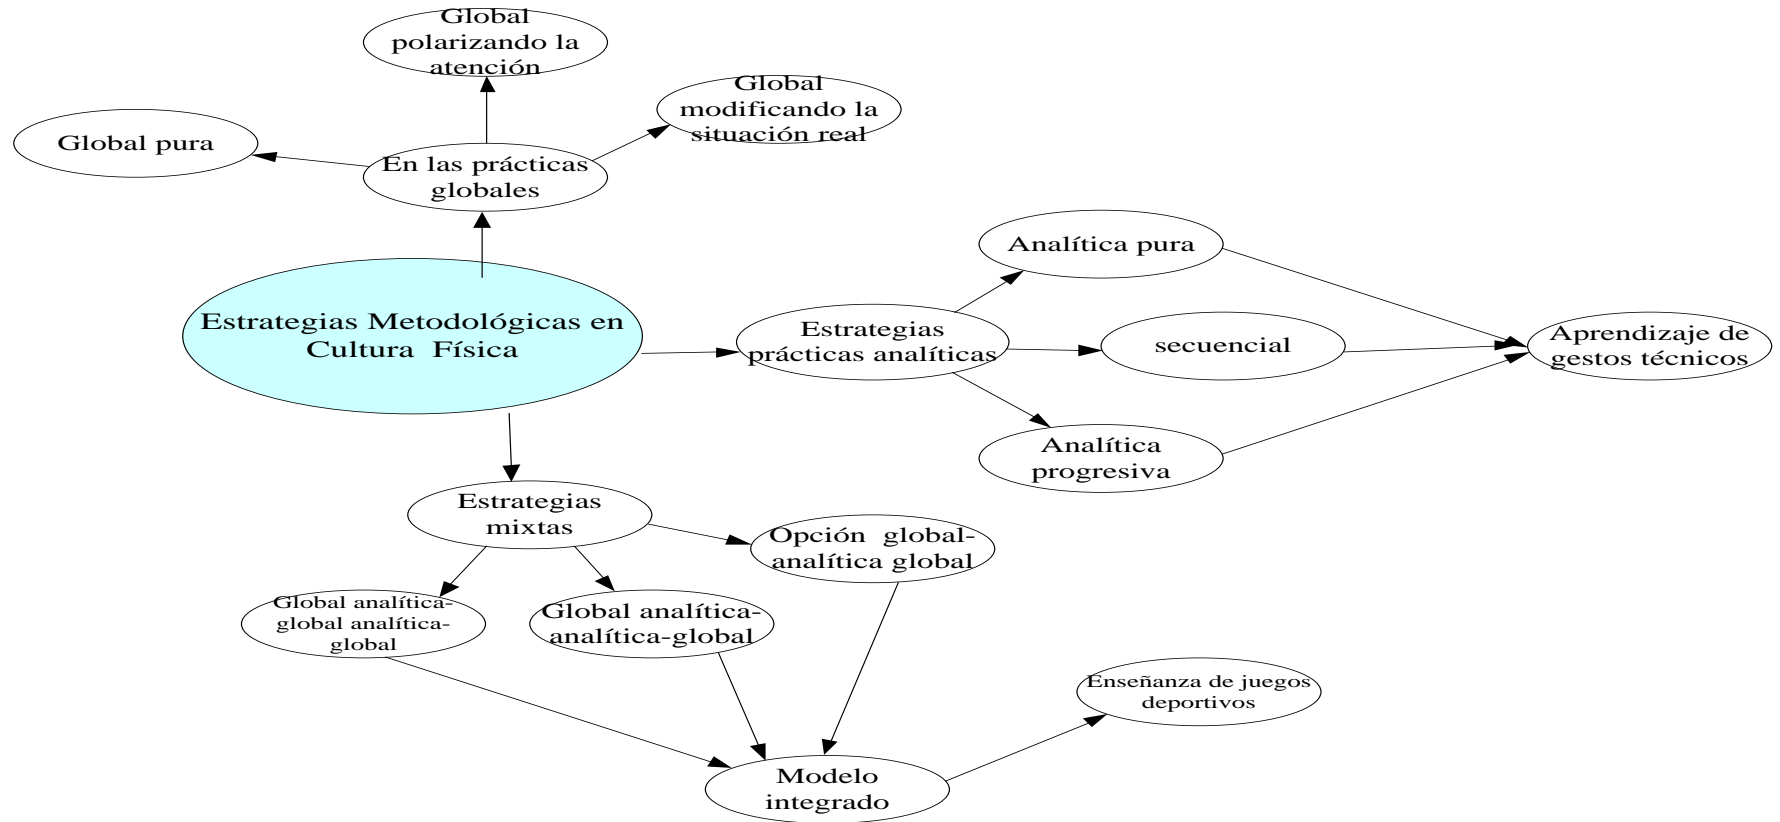 Global
polarizando la
atención
Global
modificando la
situación real
Global pura
En las prácticas
globales
Analítica pura
Estrategias Metodológicas en
Cultura  Física
Estrategias
prácticas analíticas
secuencial
Aprendizaje de
gestos técnicos
Analítica
progresiva
Estrategias
mixtas
Opción  global-
analítica global
Global analítica-
global analítica-
global
Global analítica-
analítica-global
Enseñanza de juegos
deportivos
Modelo
integrado